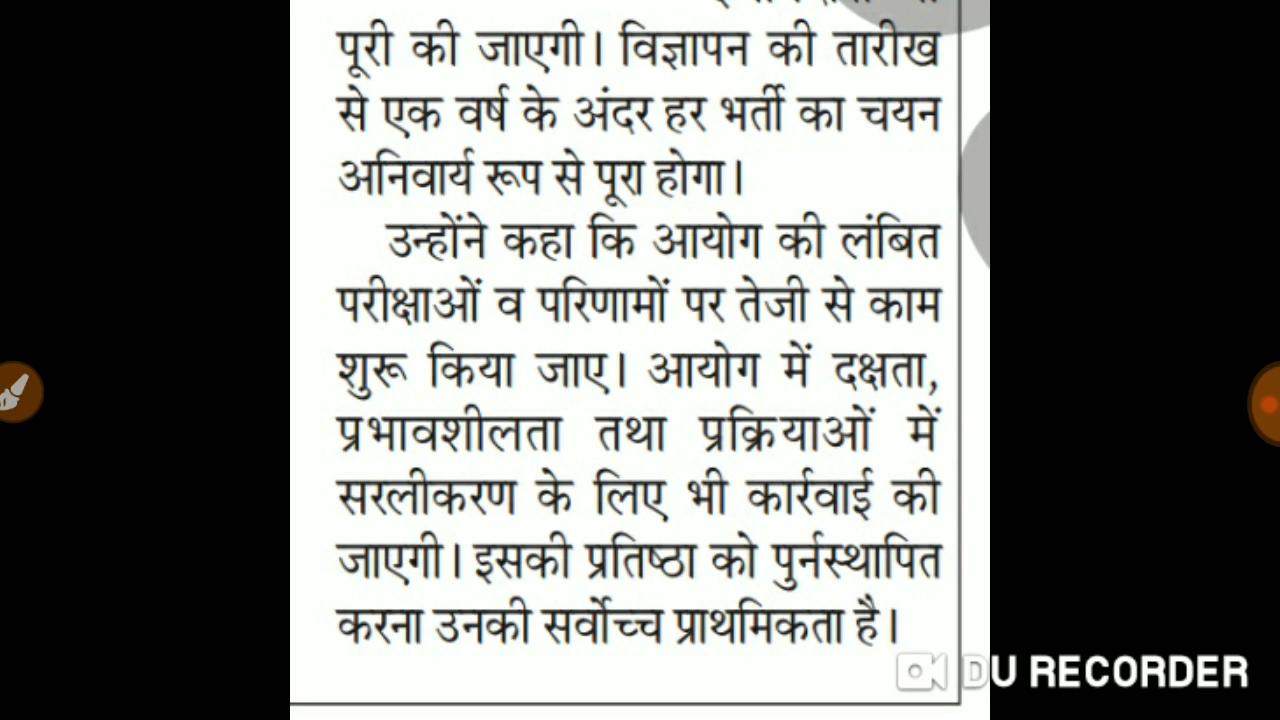 पूरी की जाएगी। विज्ञापन की तारीख
से एक वर्ष के अंदर हर भर्ती का चयन
अनिवार्य रूप से पूरा होगा।
उन्होंने कहा कि आयोग की लंबित
परीक्षाओं व परिणामों पर तेजी से काम
शुरू किया जाए। आयोग में दक्षता,
प्रभावशीलता तथा प्रक्रियाओं में
सरलीकरण के लिए भी कार्रवाई की
जाएगी। इसकी प्रतिष्ठा को पुर्नस्थापित
करना उनकी सर्वोच्च प्राथमिकता है।
DU RECORDER